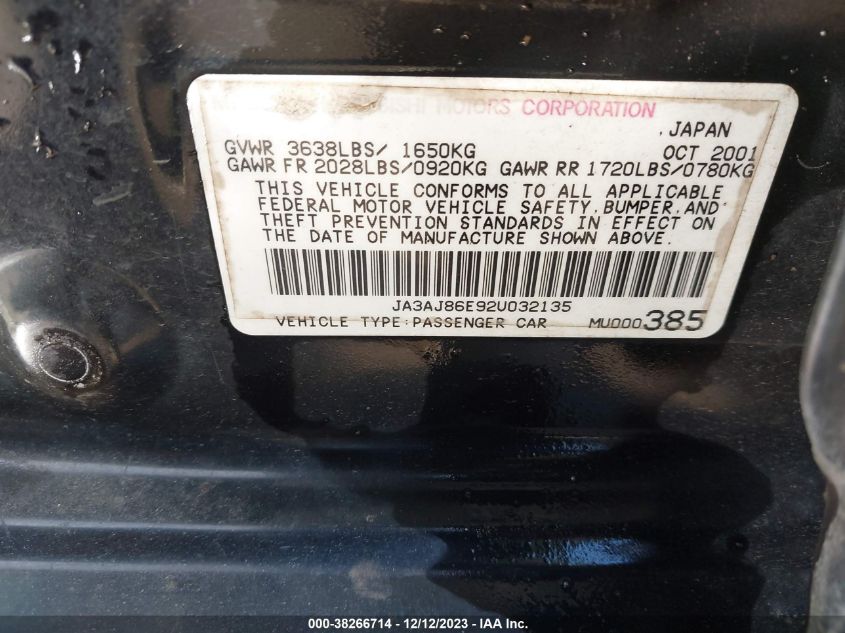 MOTORS CORPORATION
, JAPAN
GVWR 3638LBS/ 1650KG OCT 2001
GAWR FR 2028LBS/0920KG GAWR RR 1720LBS/0780KG
THIS VEHICLE CONFORMS TO ALL APPLICABLE
FEDERAL MOTOR VEHICLE SAFETY, BUMPER, AND
THEFT PREVENTION STANDARDS IN EFFECT ON
THE DATE OF MANUFACTURE SHOWN ABOVE.
JA3AJ86E92U032135
VEHICLE TYPE:PASSENGER CAR MU000385
000-38266714 - 12/12/2023 - IAA Inc.